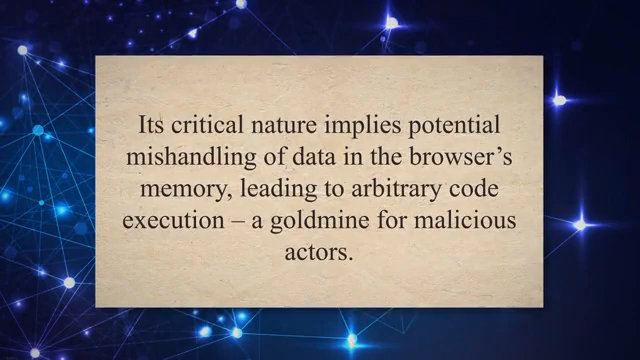 Its critical nature implies potential
mishandling of data in the browser’s
memory, leading to arbitrary code
execution – a goldmine for malicious
actors.